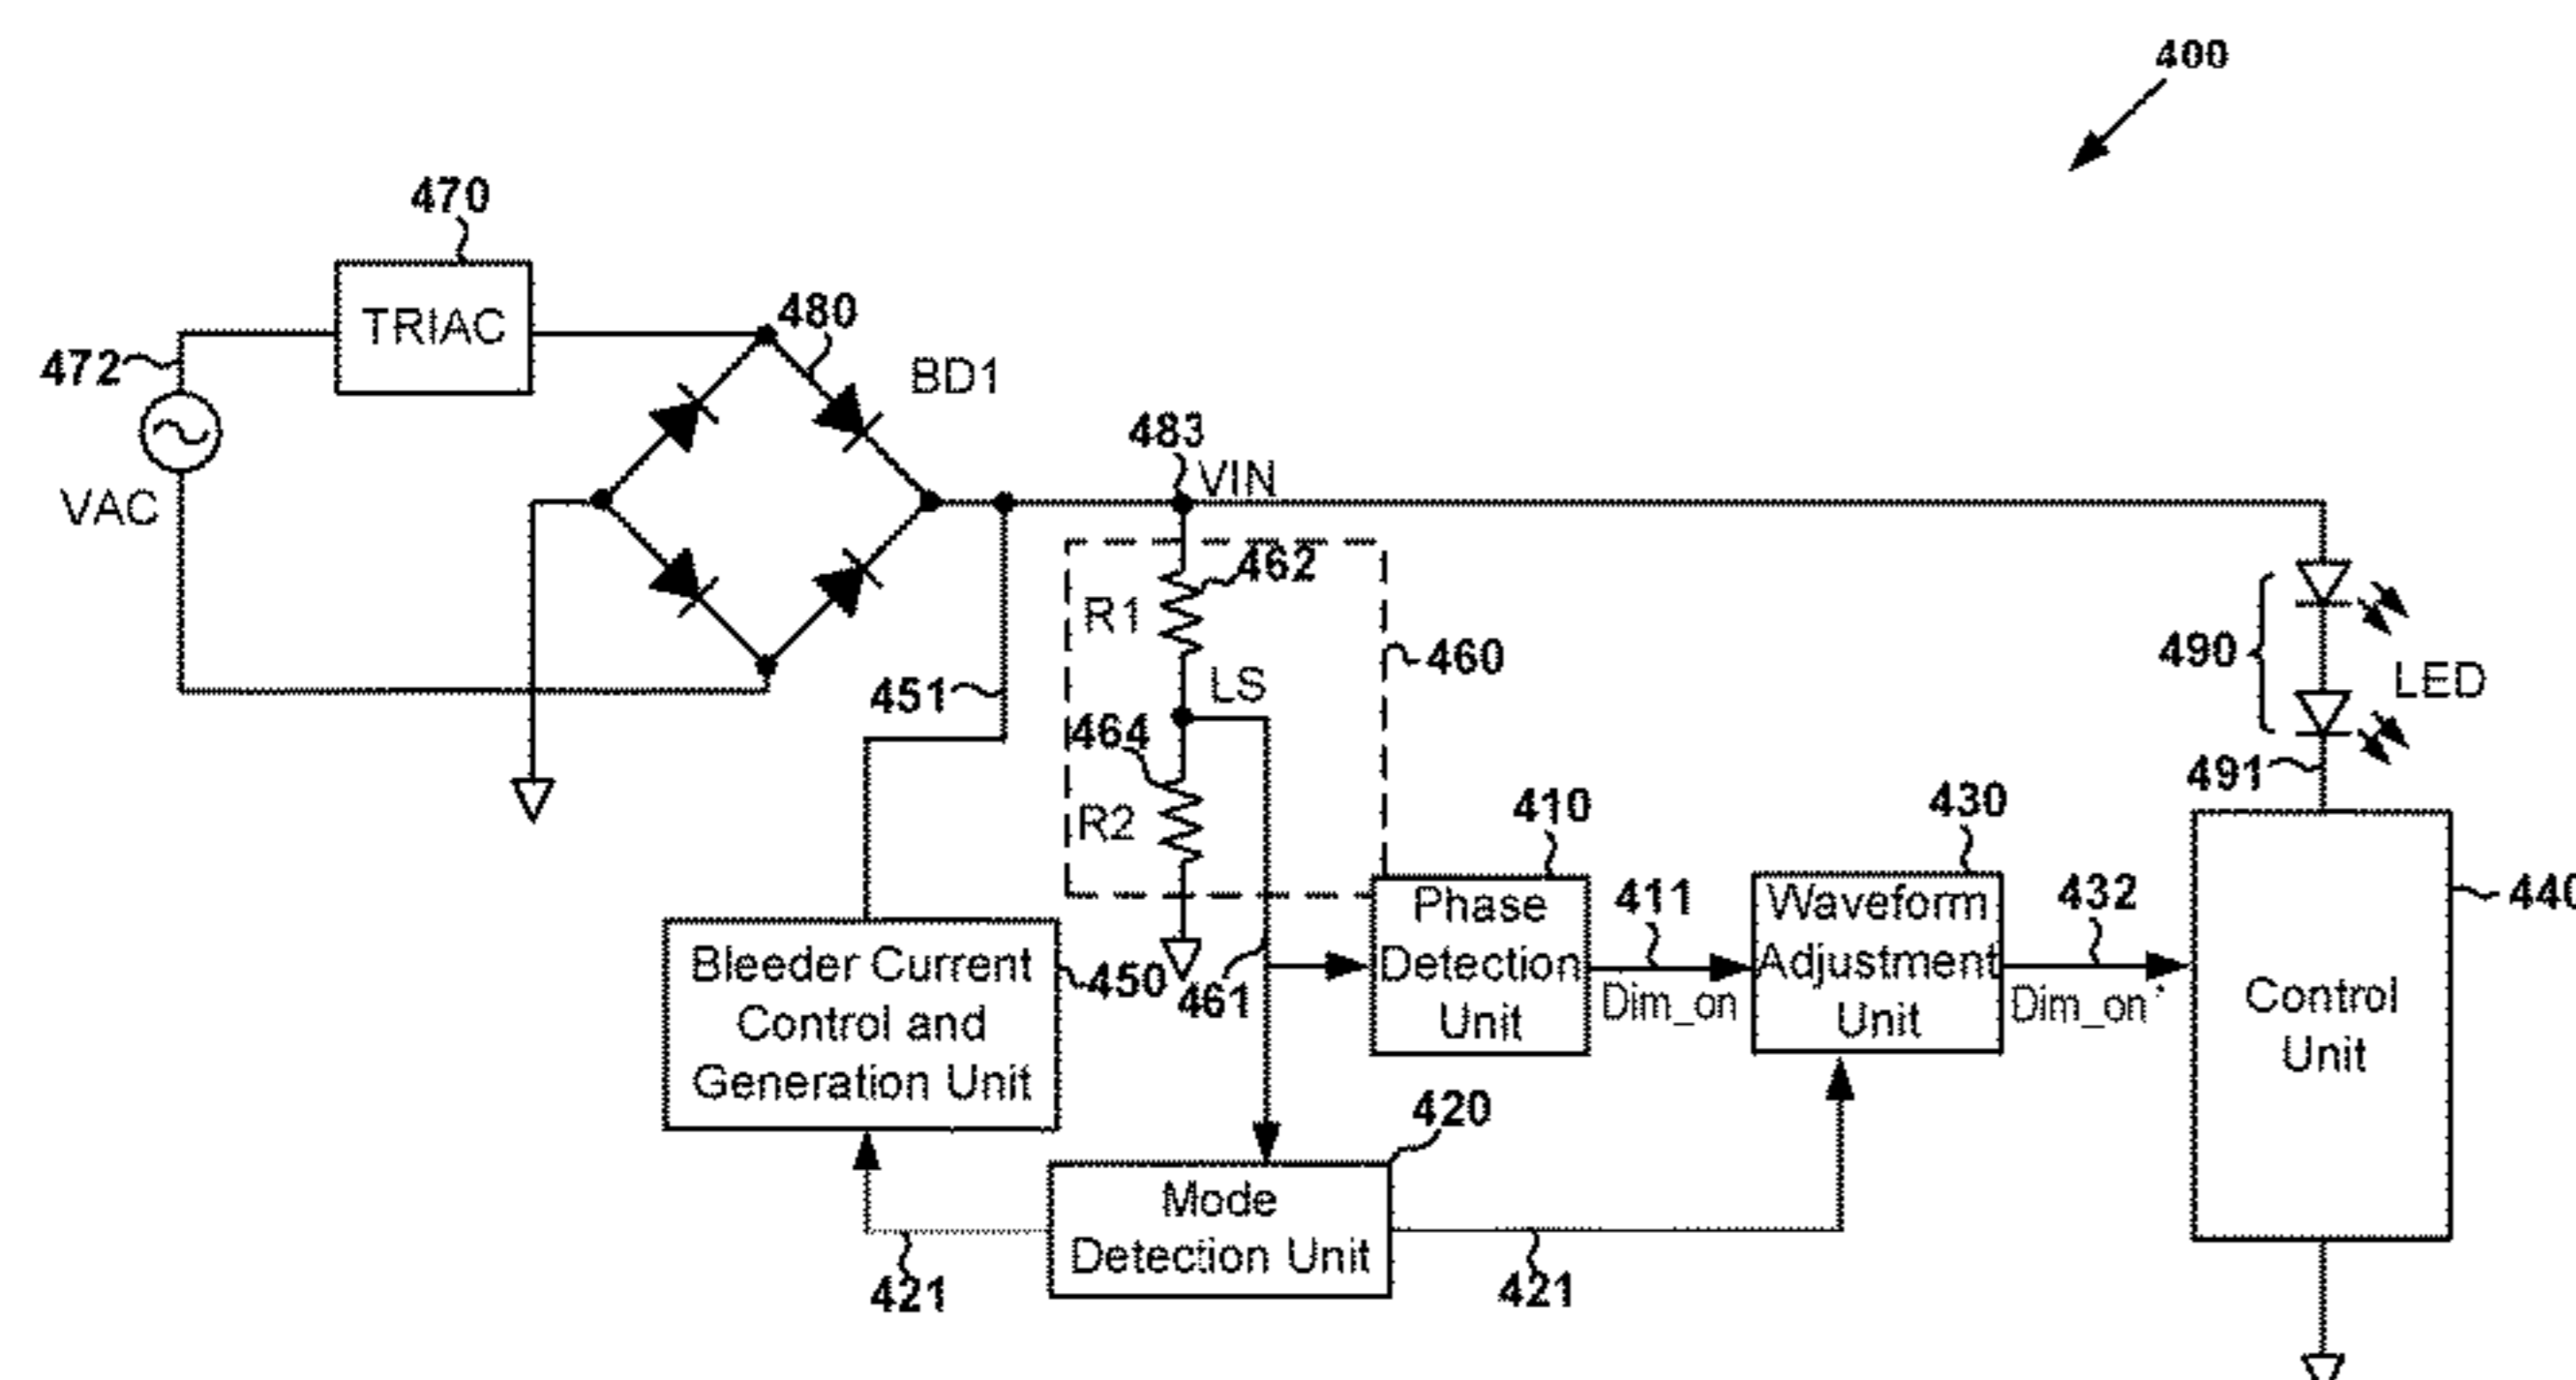 400
470
TRIAC
480
BD1
472
VAC
483
VIN
462
R1
460
LS
451
464
R2
490
LED
491
410
430
Phase
Detection
Unit
411
Dim_on
Waveform
Adjustment
Unit
432
Dim_on'
440
Control
Unit
Bleeder Current
Control and
Generation Unit
450
461
420
Mode
Detection Unit
421
421